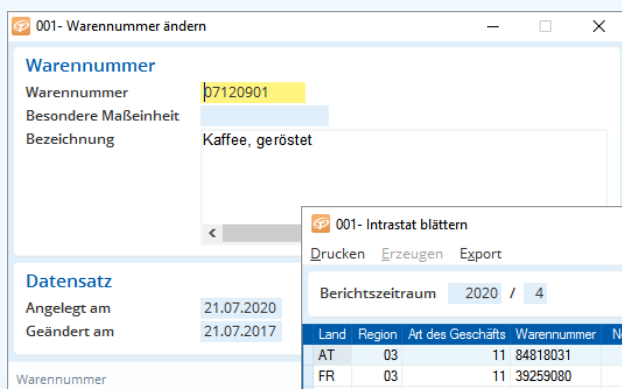 001- Warennummer ändern
Warennummer
Warennummer 07120901
Besondere Maßeinheit
Bezeichnung Kaffee, geröstet
001- Intrastat blättern
Drucken Erzeugen Export
Berichtszeitraum 2020 / 4
Land Region Art des Geschäfts Warennummer
AT 03 11 84818031
FR 03 11 39259080
Datensatz
Angelegt am 21.07.2020
Geändert am 21.07.2017
Warennummer